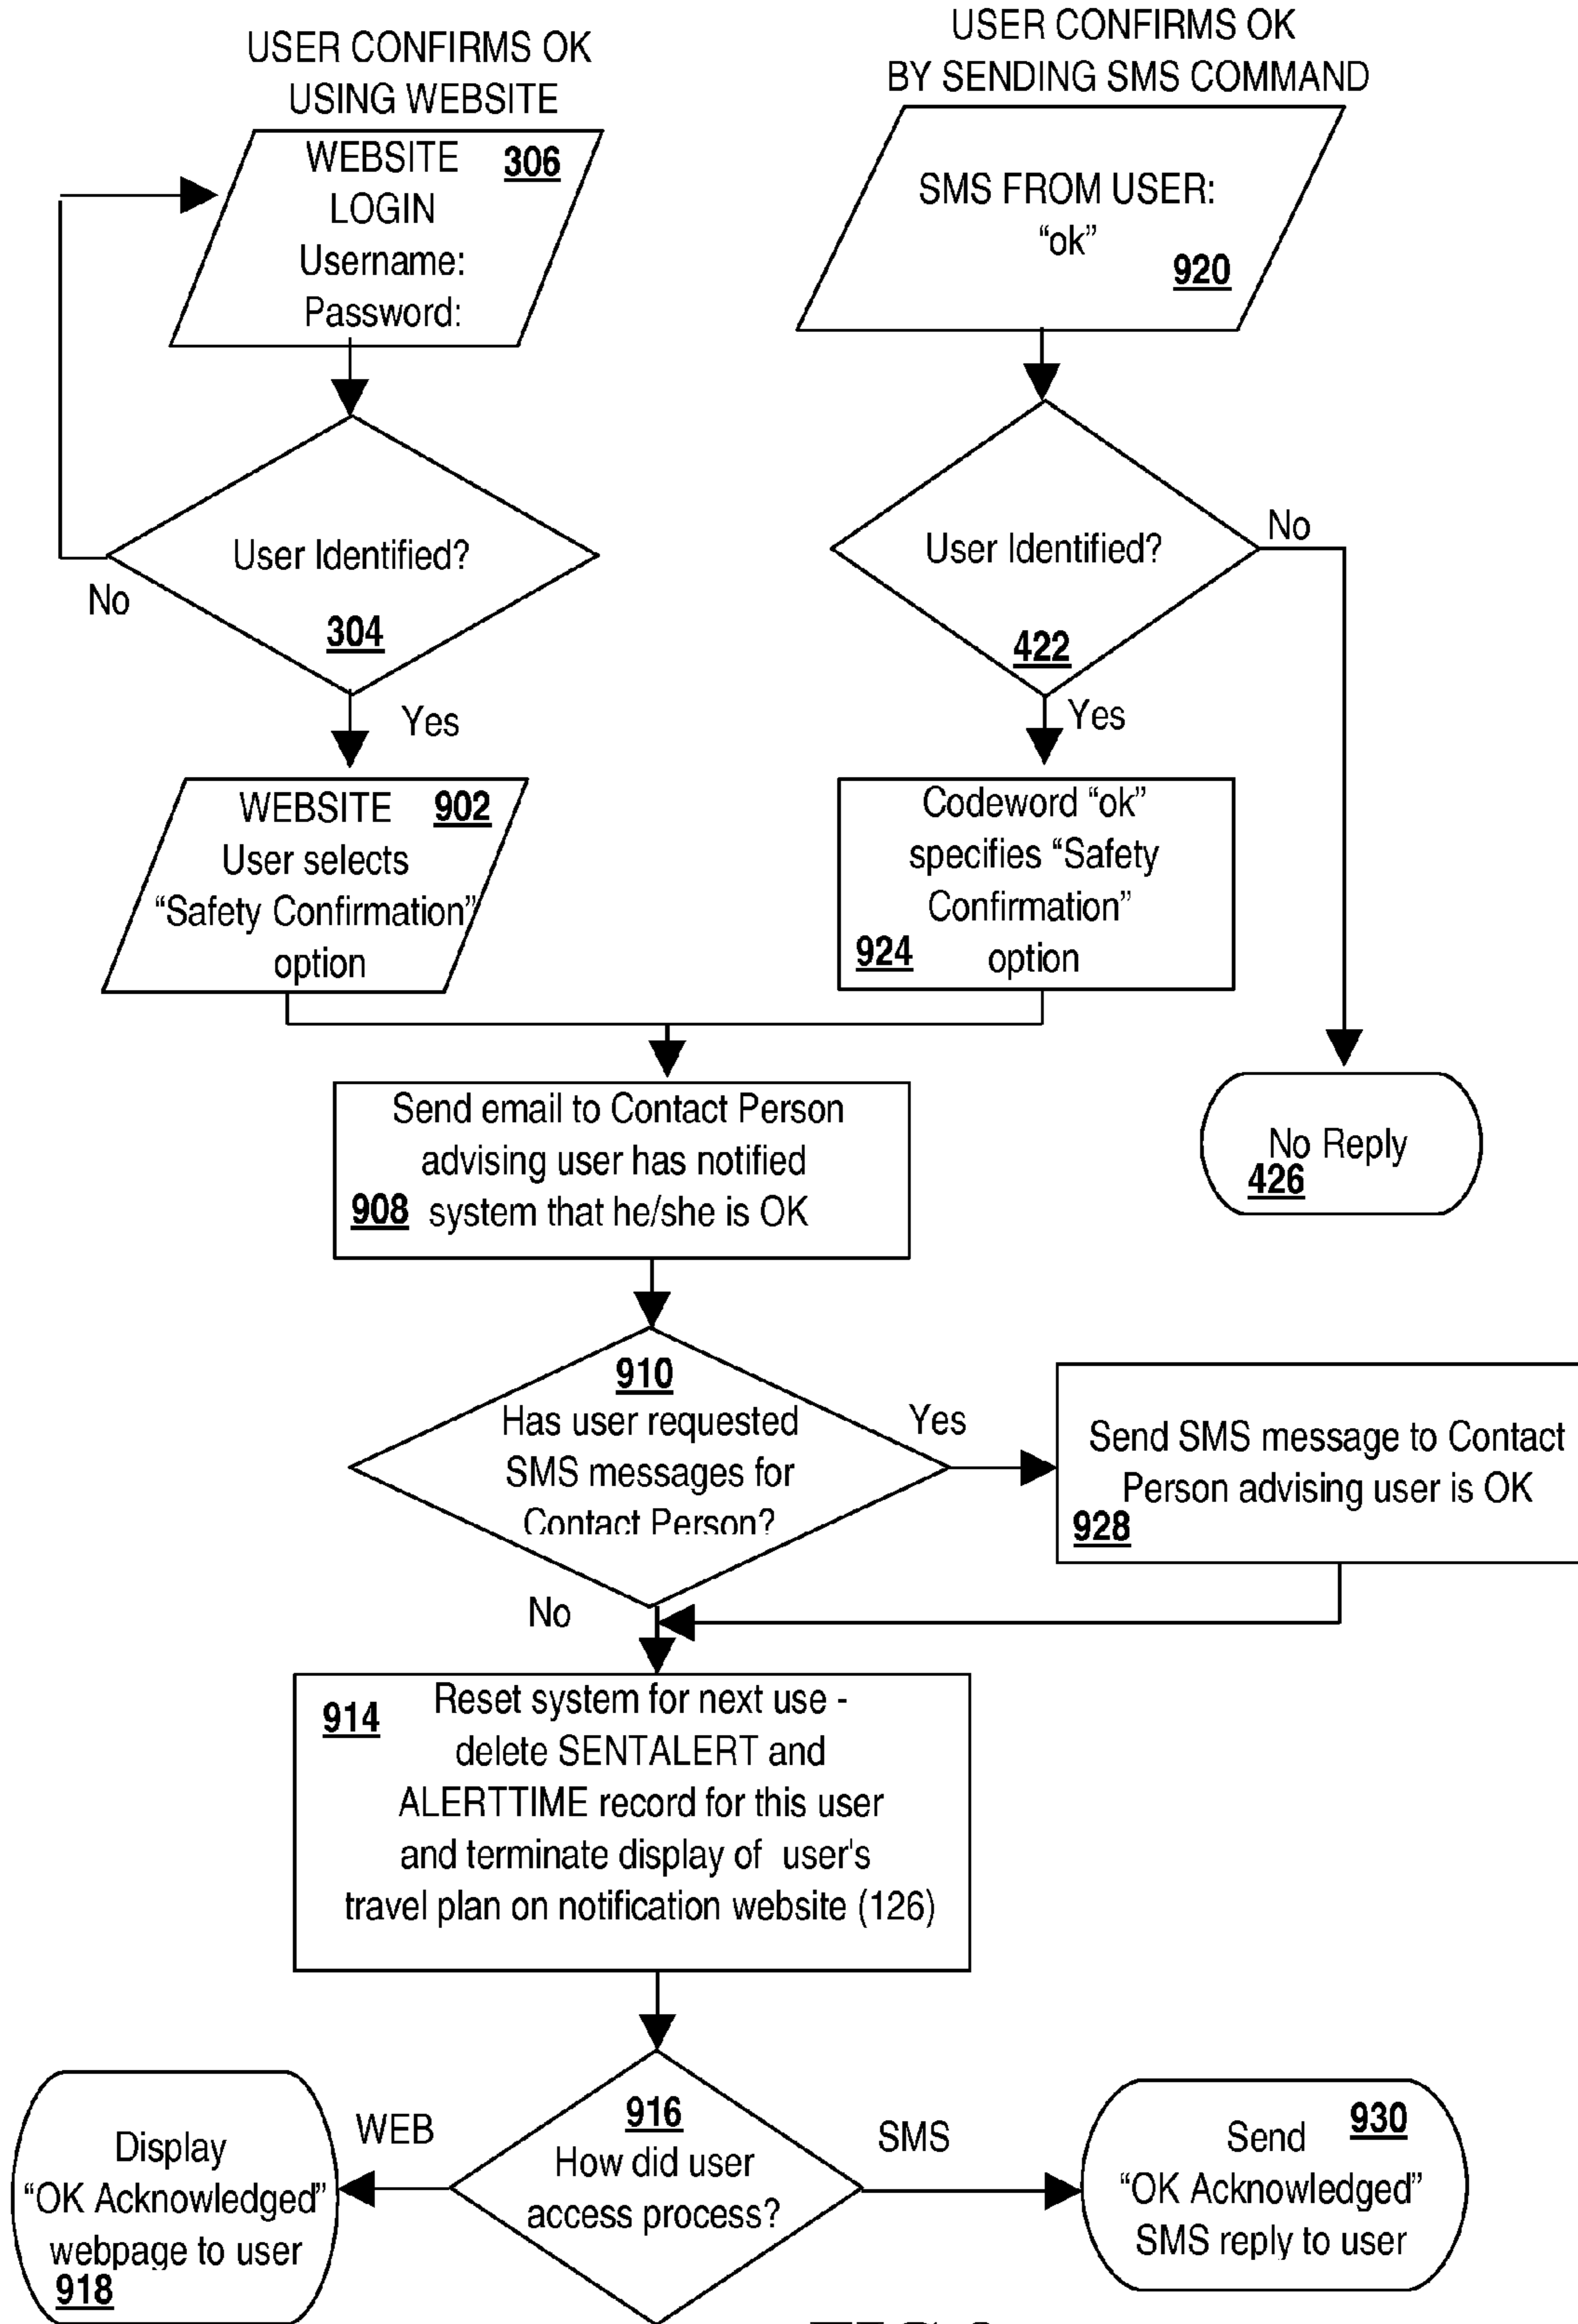 USER CONFIRMS OK
USING WEBSITE
USER CONFIRMS OK
BY SENDING SMS COMMAND
WEBSITE 306
LOGIN
Username:
Password:
SMS FROM USER:
“ok”
920
User Identified?
No
304
Yes
User Identified?
No
422
Yes
WEBSITE 902
User selects
“Safety Confirmation”
option
Codeword “ok”
specifies “Safety
Confirmation”
924 option
Send email to Contact Person
advising user has notified
908 system that he/she is OK
No Reply
426
910
Has user requested
SMS messages for
Contact Person?
Yes
No
Send SMS message to Contact
Person advising user is OK
928
914 Reset system for next use -
delete SENTALERT and
ALERTTIME record for this user
and terminate display of user's
travel plan on notification website (126)
916
How did user
access process?
WEB
SMS
Display
“OK Acknowledged”
webpage to user
918
Send 930
“OK Acknowledged”
SMS reply to user